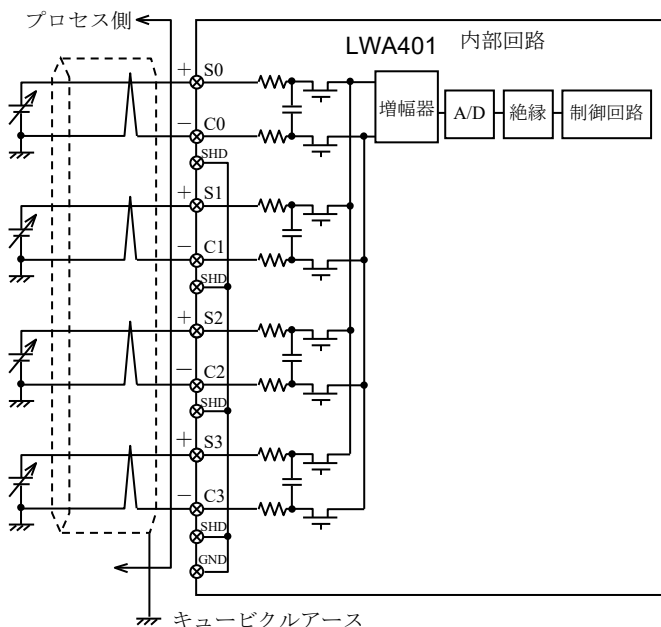 プロセス側
LWA401 内部回路
+ S0
増幅器 A/D 絶縁 制御回路
− C0
SHD
+ S1
− C1
SHD
+ S2
− C2
SHD
+ S3
− C3
SHD
GND
キュービクルアース